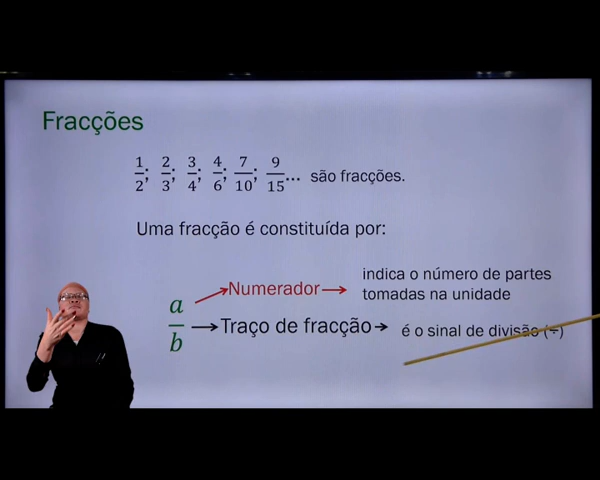 Fracções
1/2; 2/3; 3/4; 4/6; 7/10; 9/15... são fracções.
Uma fracção é constituída por:
a/b
Numerador → indica o número de partes
tomadas na unidade
→ Traço de fracção → é o sinal de divisão (÷)